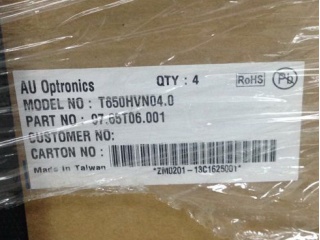 AU Optronics QTY : 4 RoHS Pb
MODEL NO : T650HVN04.0
PART NO : 97.65T06.001
CUSTOMER NO:
CARTON NO :
Made in Taiwan *ZM0201-18C1625001*